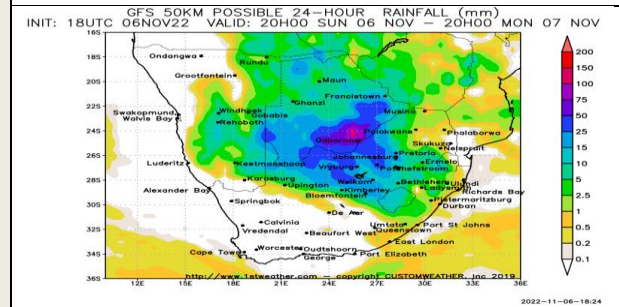 GFS 50KM POSSIBLE 24-HOUR RAINFALL (mm)
INIT: 18UTC 06NOV22 VALID: 20H00 SUN 06 NOV - 20H00 MON 07 NOV
16S
Ondangwa
Rundu
18S
Grootfontein
20S
Maun
Francistown
22S
Ghanzi
Musina
Swakopmund
Windhoek
Gobabis
Walvis Bay
Rehoboth
24S
Polokwane
Phalaborwa
Gaborone
Skukuza
Nelspruit
26S
Johannesburg
Pretoria
Luderitz
Keetmanshoop
Vryburg
Potchefstroom
Ermelo
28S
Karasburg
Upington
Welkom
Bethlehem
Ulundi
Alexander Bay
Kimberley
Ladysmith
Richards Bay
Springbok
Bloemfontein
Pietermaritzburg
30S
Durban
De Aar
Calvinia
Umtata
Port St Johns
32S
Vredendal
Beaufort West
Queenstown
East London
Worcester
Oudtshoorn
34S
Cape Town
George
Port Elizabeth
http://www.1stweather.com - copyright CUSTOMWEATHER, Inc 2019
36S
12E 15E 18E 21E 24E 27E 30E 33E 36E
200
150
100
75
50
25
15
10
5
2.5
1
0.5
0.2
0.1
2022-11-06-18:24